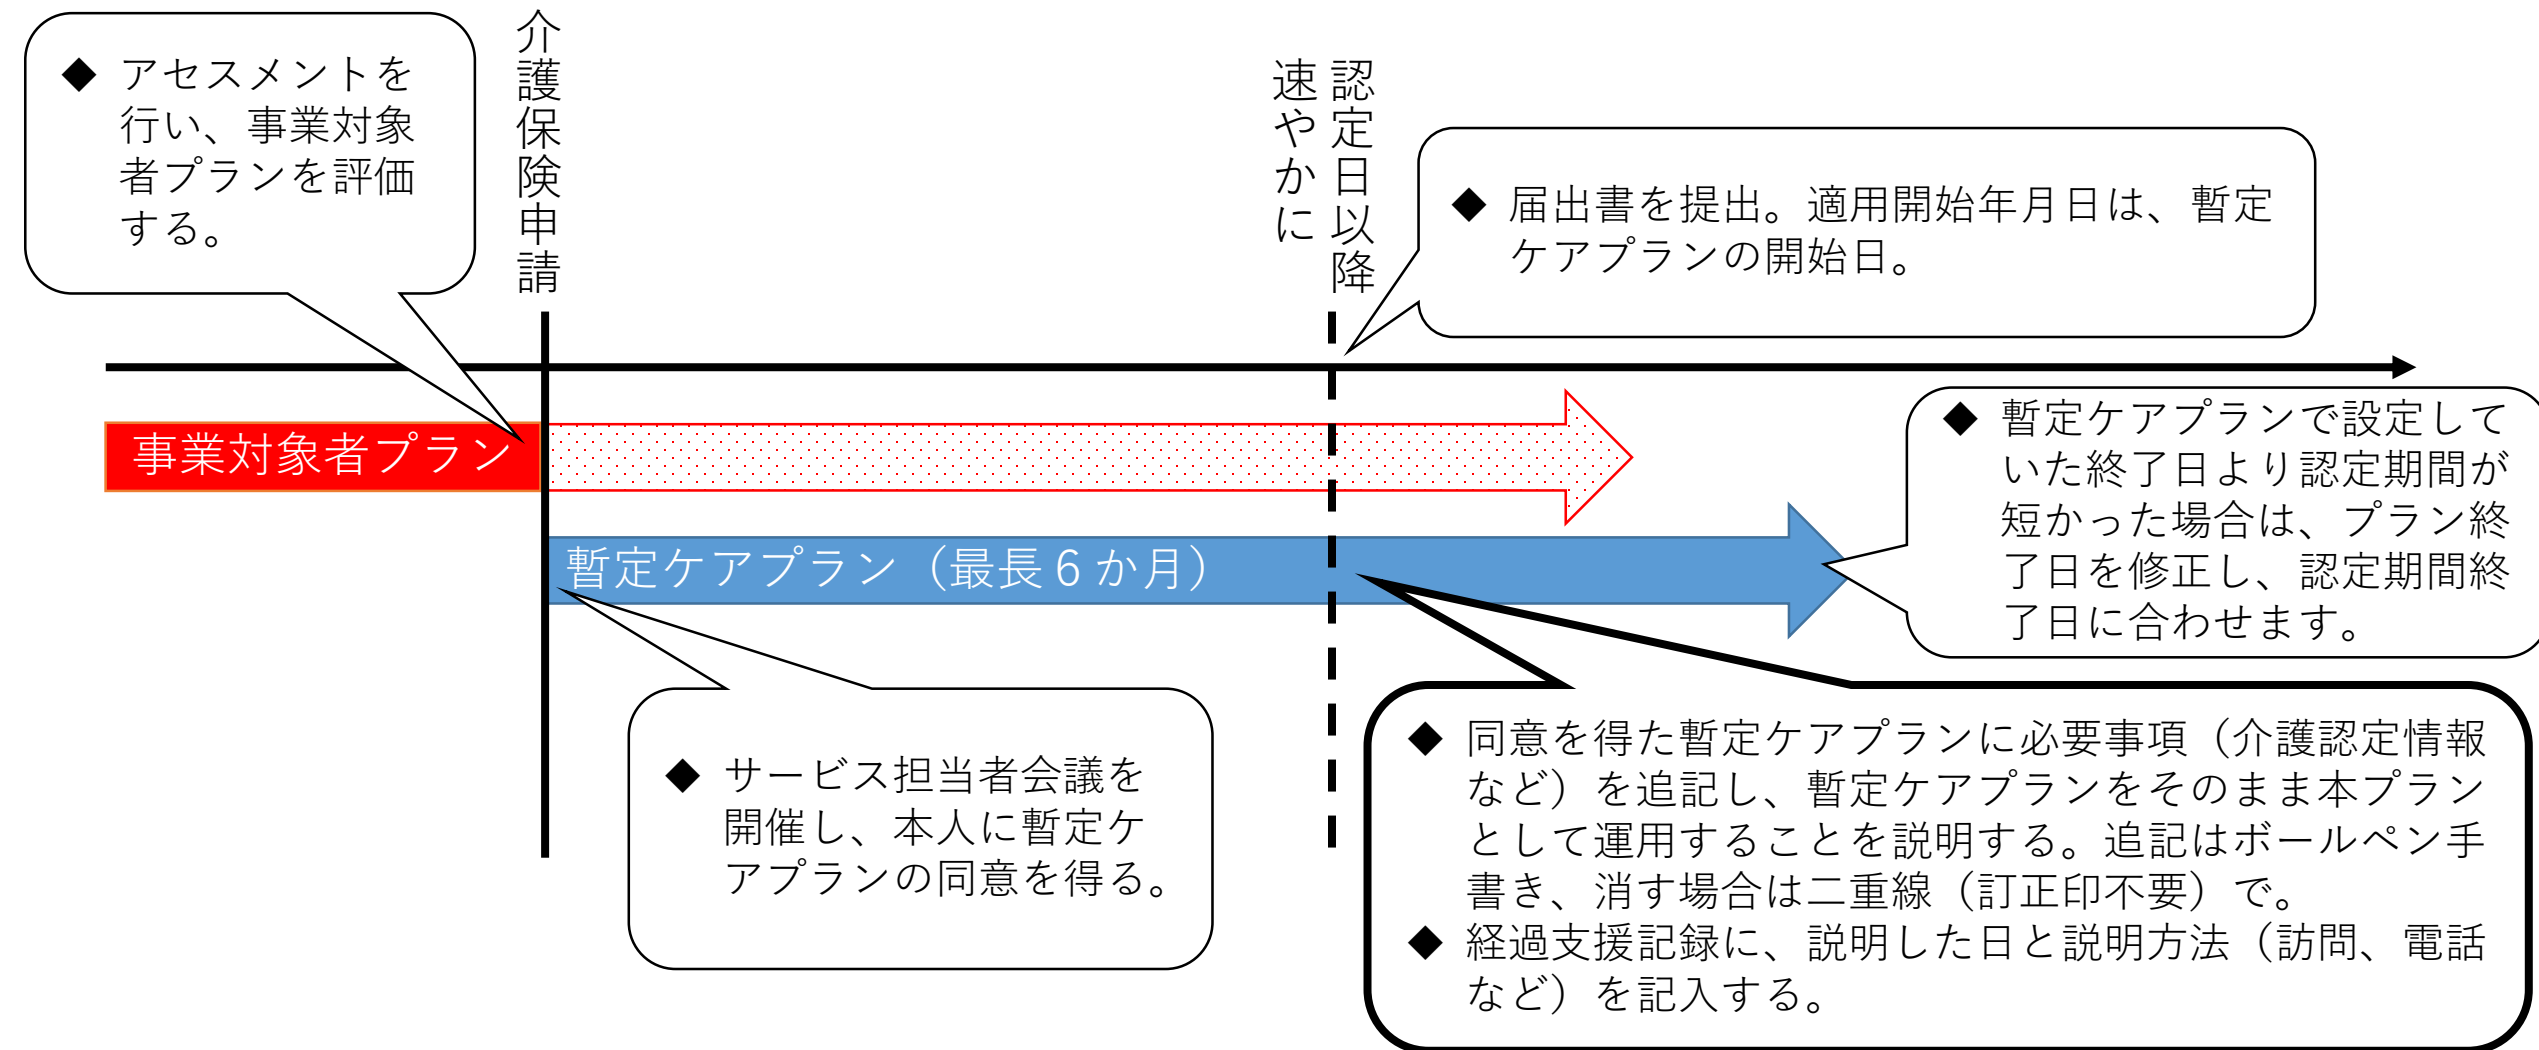 ◆ アセスメントを
行い、事業対象
者プランを評価
する。
介護保険申請
認定日以降
速やかに
◆ 届出書を提出。適用開始年月日は、暫定
ケアプランの開始日。
事業対象者プラン
暫定ケアプラン（最長６か月）
◆ 暫定ケアプランで設定して
いた終了日より認定期間が
短かった場合は、プラン終
了日を修正し、認定期間終
了日に合わせます。
◆ サービス担当者会議を
開催し、本人に暫定ケ
アプランの同意を得る。
◆ 同意を得た暫定ケアプランに必要事項（介護認定情報
など）を追記し、暫定ケアプランをそのまま本プラン
として運用することを説明する。追記はボールペン手
書き、消す場合は二重線（訂正印不要）で。
◆ 経過支援記録に、説明した日と説明方法（訪問、電話
など）を記入する。